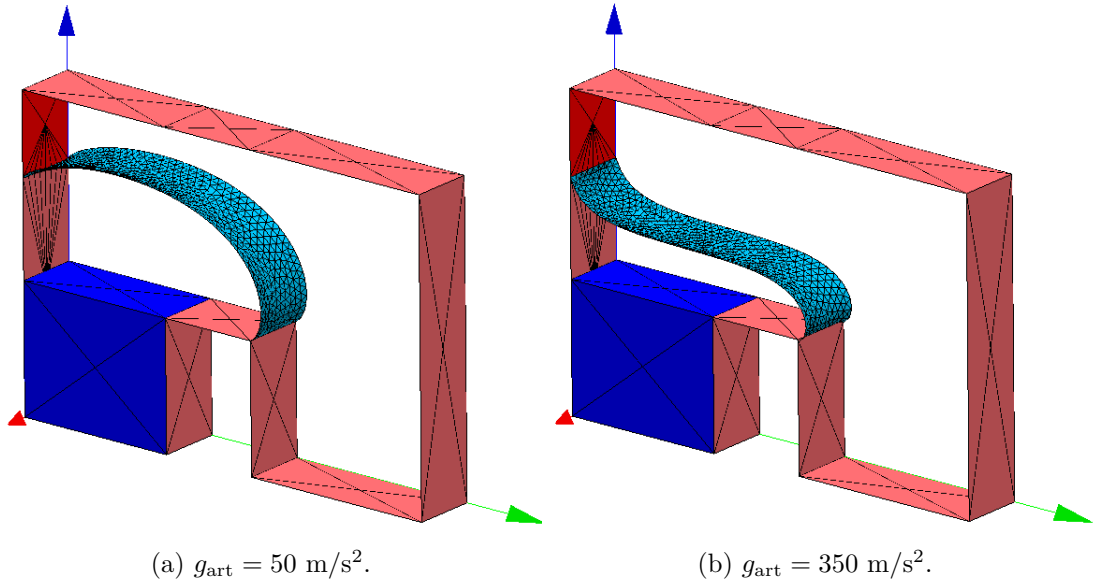 (a) g_art = 50 m/s².
(b) g_art = 350 m/s².